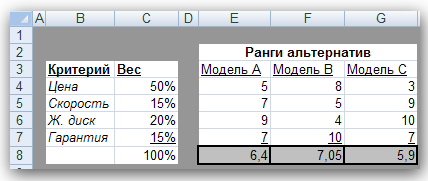 A B C D E F G
1
2 Ранги альтернатив
3 Критерий Вес Модель A Модель B Модель C
4 Цена 50% 5 8 3
5 Скорость 15% 7 5 9
6 Ж. диск 20% 9 4 10
7 Гарантия 15% 7 10 7
8 100% 6,4 7,05 5,9